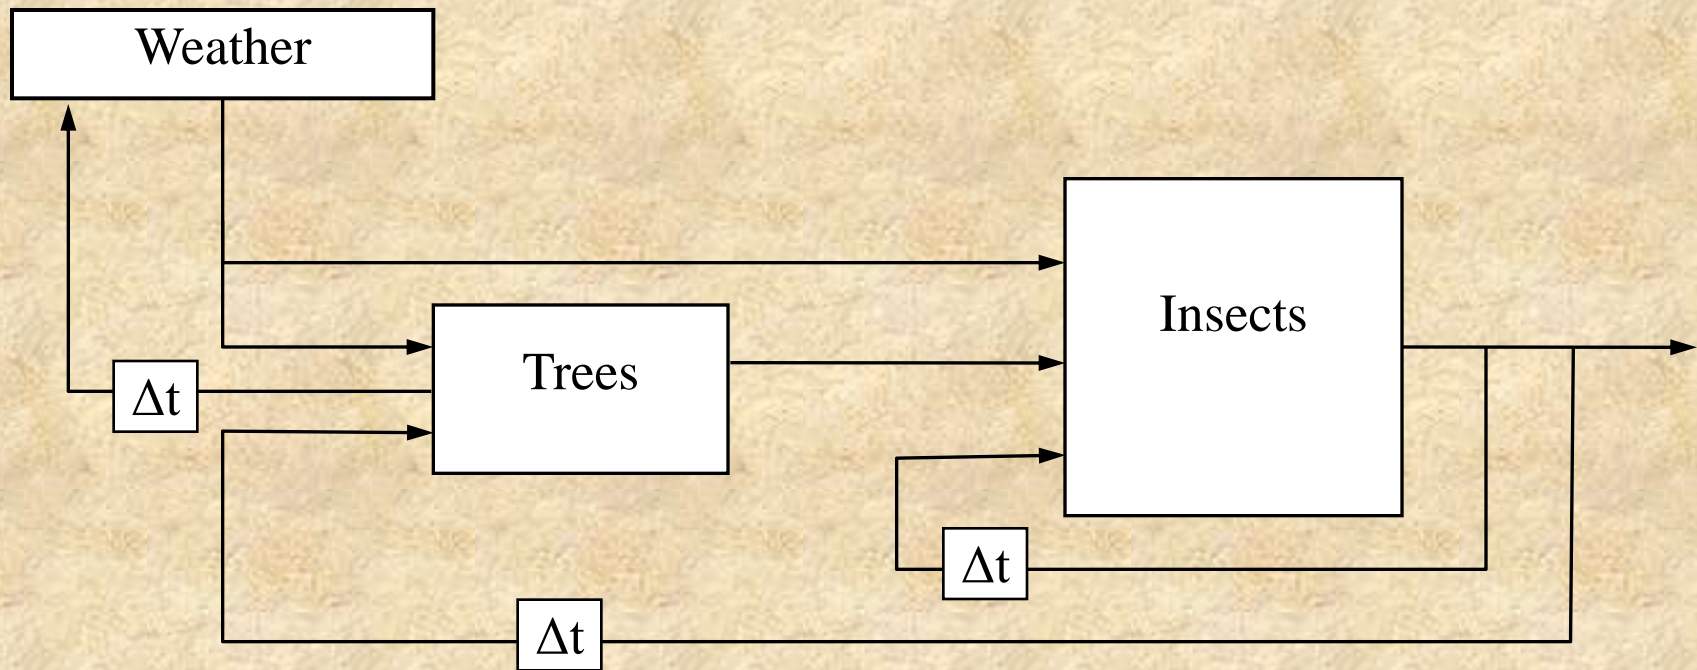 Weather
Insects
Trees
Δt
Δt
Δt